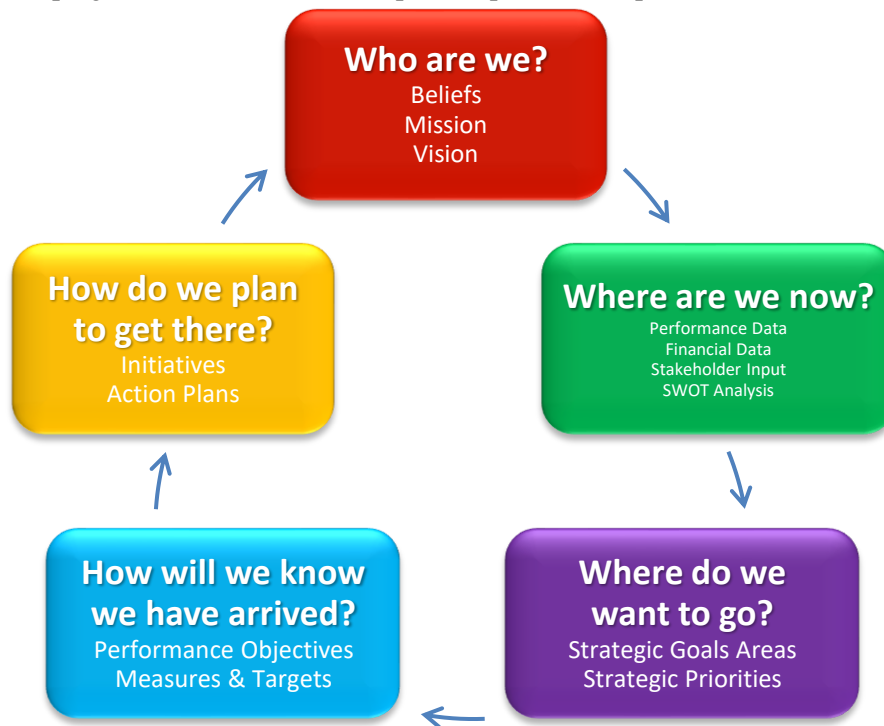 Who are we?
Beliefs
Mission
Vision
Where are we now?
Performance Data
Financial Data
Stakeholder Input
SWOT Analysis
Where do we
want to go?
Strategic Goals Areas
Strategic Priorities
How will we know
we have arrived?
Performance Objectives
Measures & Targets
How do we plan
to get there?
Initiatives
Action Plans